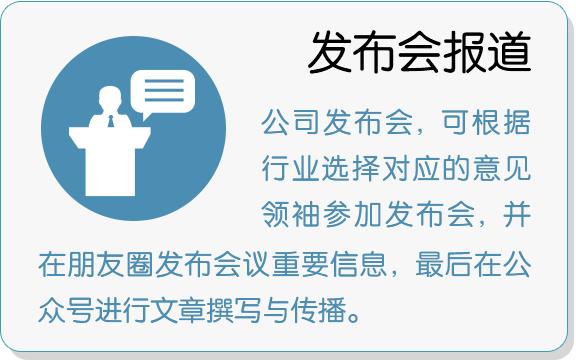 发布会报道
公司发布会，可根据
行业选择对应的意见
领袖参加发布会，并
在朋友圈发布会议重要信息，最后在公
众号进行文章撰写与传播。